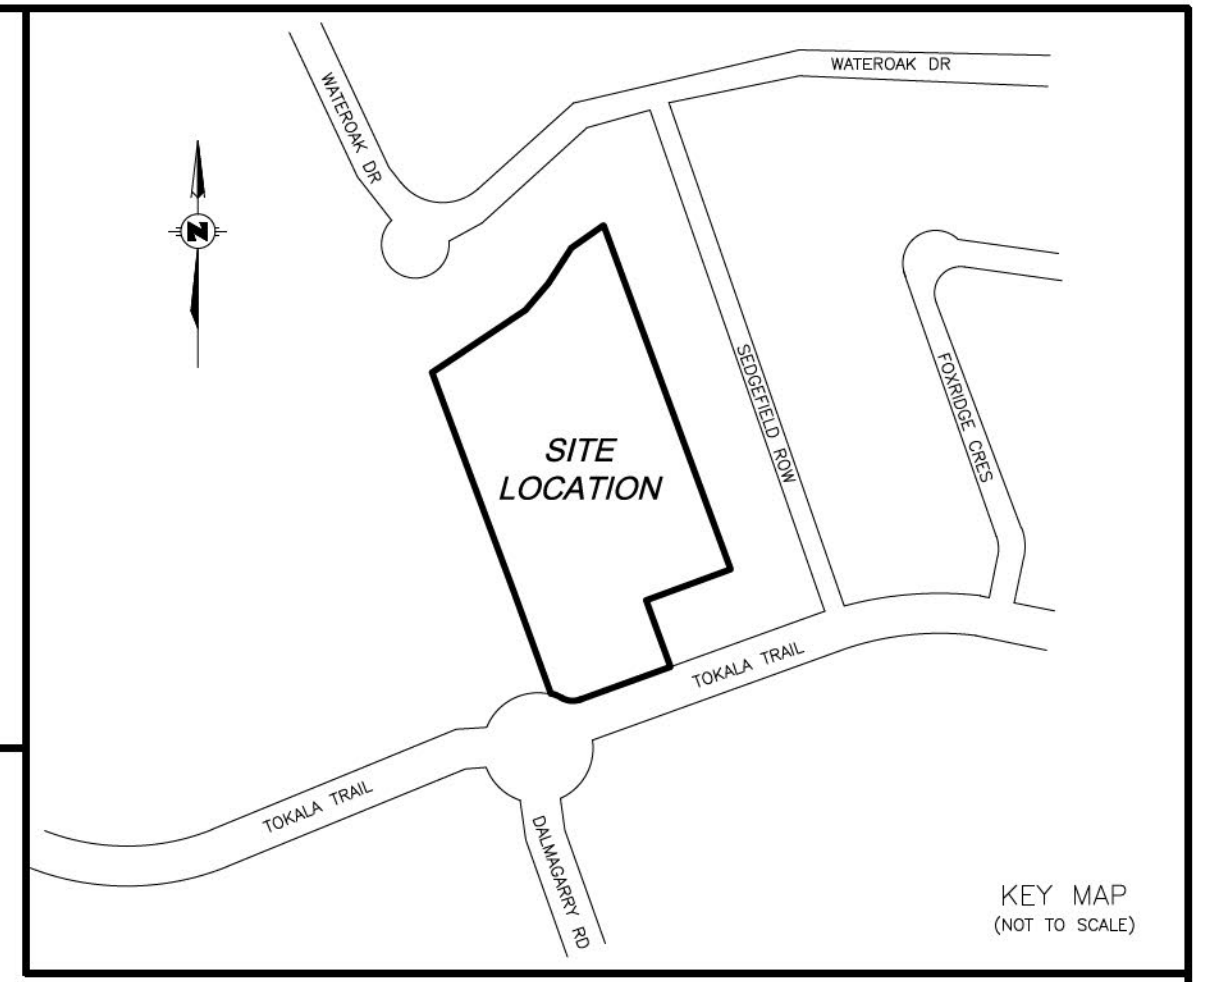 WATEROAK DR
WATEROAK DR
N
SEDGEFIELD ROW
FOXRIDGE CRES
SITE
LOCATION
TOKALA TRAIL
TOKALA TRAIL
DALMAGARRY RD
KEY MAP
(NOT TO SCALE)